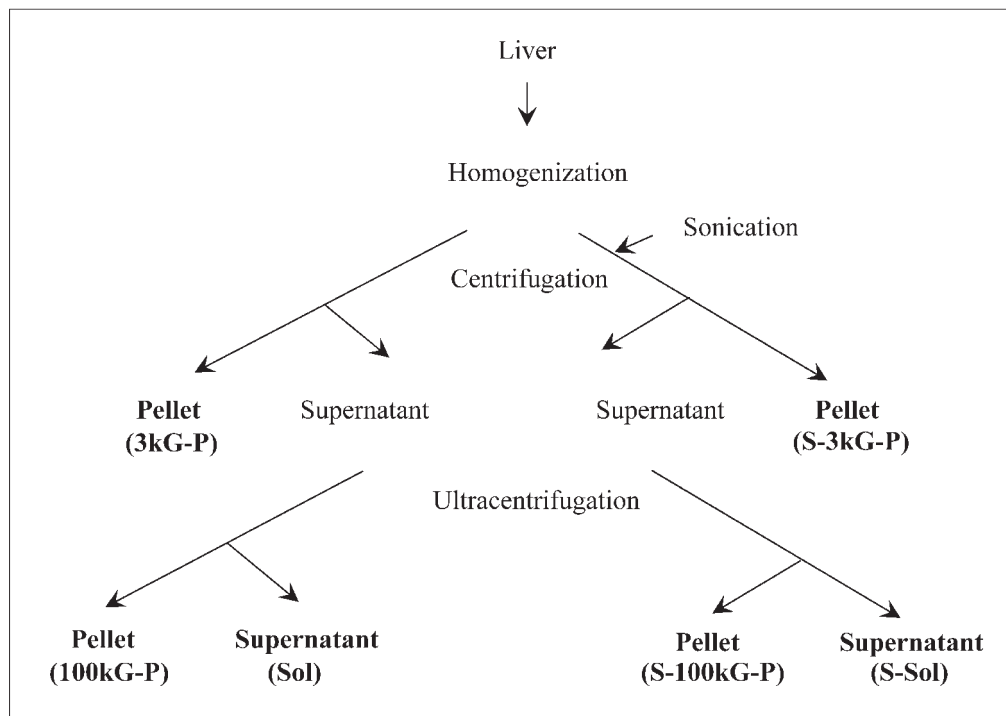 Liver
Homogenization
Sonication
Centrifugation
Pellet
(3kG-P)
Supernatant
Supernatant
Pellet
(S-3kG-P)
Ultracentrifugation
Pellet
(100kG-P)
Supernatant
(Sol)
Pellet
(S-100kG-P)
Supernatant
(S-Sol)